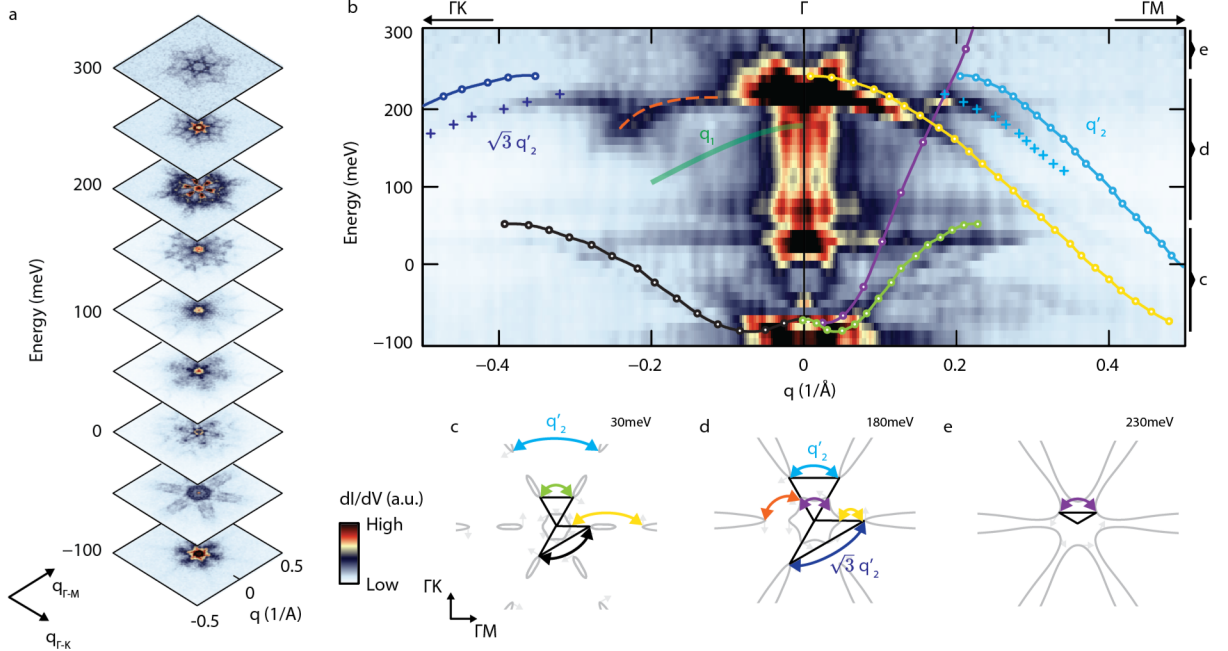 a
300
200
100
0
−100
Energy (meV)
q Γ-M
q Γ-K
-0.5
0
0.5
q (1/A)
dI/dV (a.u.)
High
Low
b
ΓK
Γ
ΓM
300
200
100
0
−100
Energy (meV)
√3 q′2
q1
q′2
e
d
c
−0.4
−0.2
0
0.2
0.4
q (1/Å)
c
30meV
q′2
ΓK
ΓM
d
180meV
q′2
√3 q′2
e
230meV